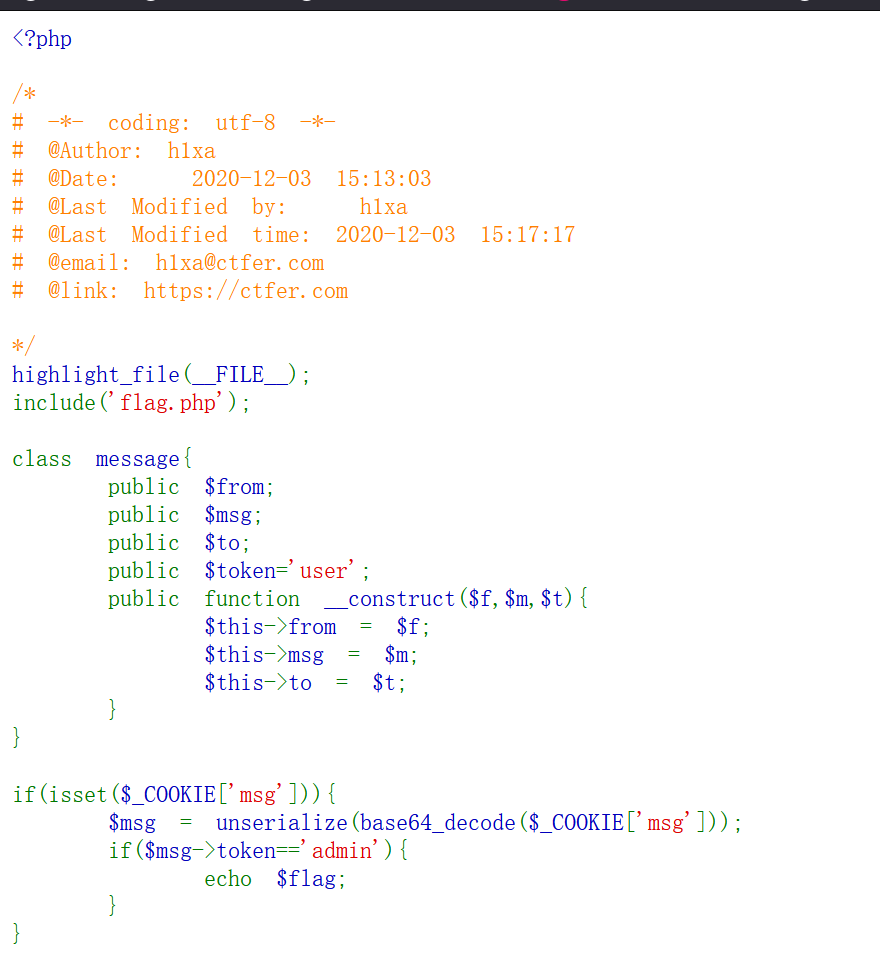 <?php
/*
# -*- coding: utf-8 -*-
# @Author: h1xa
# @Date: 2020-12-03 15:13:03
# @Last Modified by: h1xa
# @Last Modified time: 2020-12-03 15:17:17
# @email: h1xa@ctfer.com
# @link: https://ctfer.com
*/
highlight_file(__FILE__);
include('flag.php');
class message{
public $from;
public $msg;
public $to;
public $token='user';
public function __construct($f,$m,$t){
$this->from = $f;
$this->msg = $m;
$this->to = $t;
}
}
if(isset($_COOKIE['msg'])){
$msg = unserialize(base64_decode($_COOKIE['msg']));
if($msg->token=='admin'){
echo $flag;
}
}